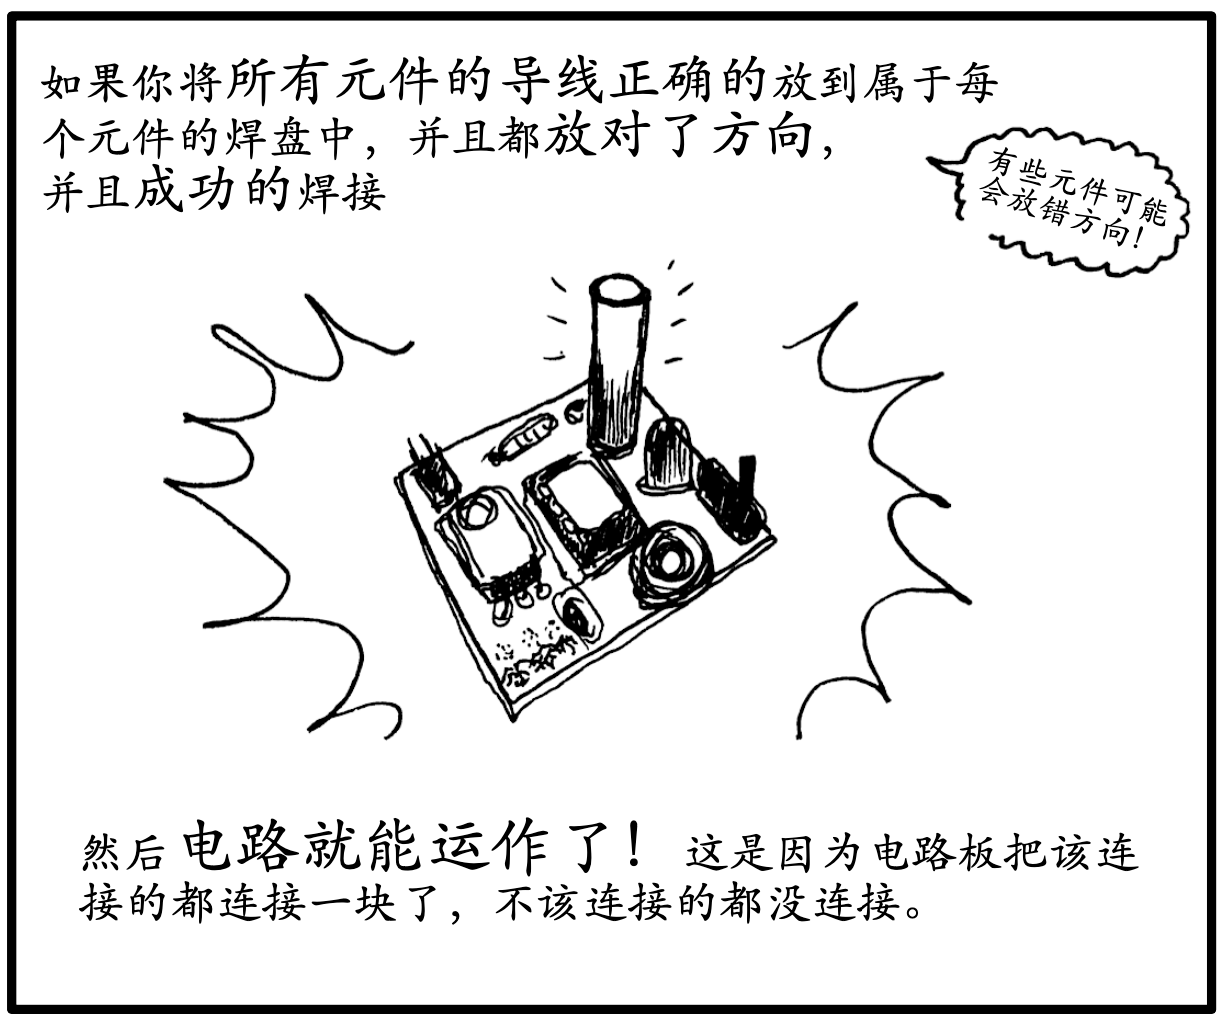 如果你将所有元件的导线正确的放到属于每
个元件的焊盘中，并且都放对了方向，
并且成功的焊接
有些元件可能
会放错方向！
然后电路就能运作了！这是因为电路板把该连
接的都连接一块了，不该连接的都没连接。